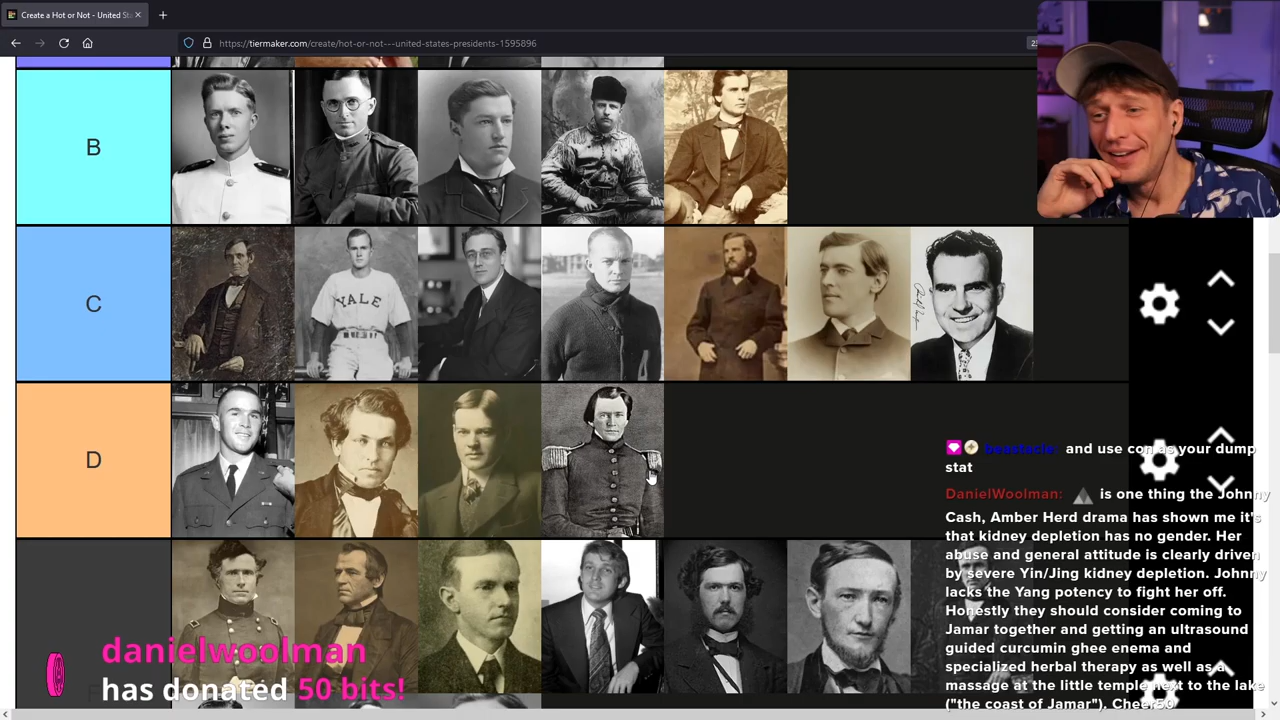 Create a Hot or Not - United St
https://tiermaker.com/create/hot-or-not---united-states-presidents-1595896
B
C
YALE
D
beastacle: and use con as your dump
stat
DanielWoolman: is one thing the Johnny
Cash, Amber Herd drama has shown me it's
that kidney depletion has no gender. Her
abuse and general attitude is clearly driven
by severe Yin/Jing kidney depletion. Johnny
lacks the Yang potency to fight her off.
Honestly they should consider coming to
Jamar together and getting an ultrasound
guided curcumin ghee enema and
specialized herbal therapy as well as a
massage at the little temple next to the lake
("the coast of Jamar"). Cheer50
danielwoolman
has donated 50 bits!